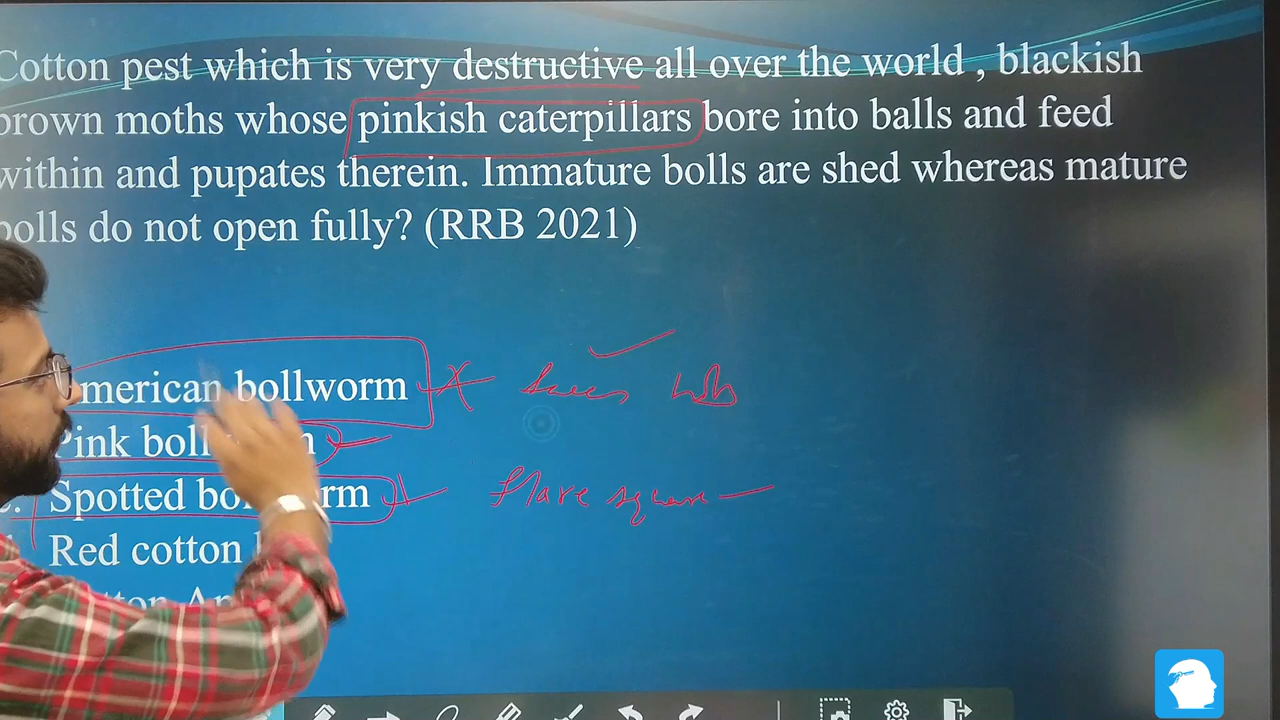 Cotton pest which is very destructive all over the world , blackish
brown moths whose pinkish caterpillars bore into balls and feed
within and pupates therein. Immature bolls are shed whereas mature
bolls do not open fully? (RRB 2021)
merican bollworm
Pink boll
Spotted bo rm
Red cotton
flare square